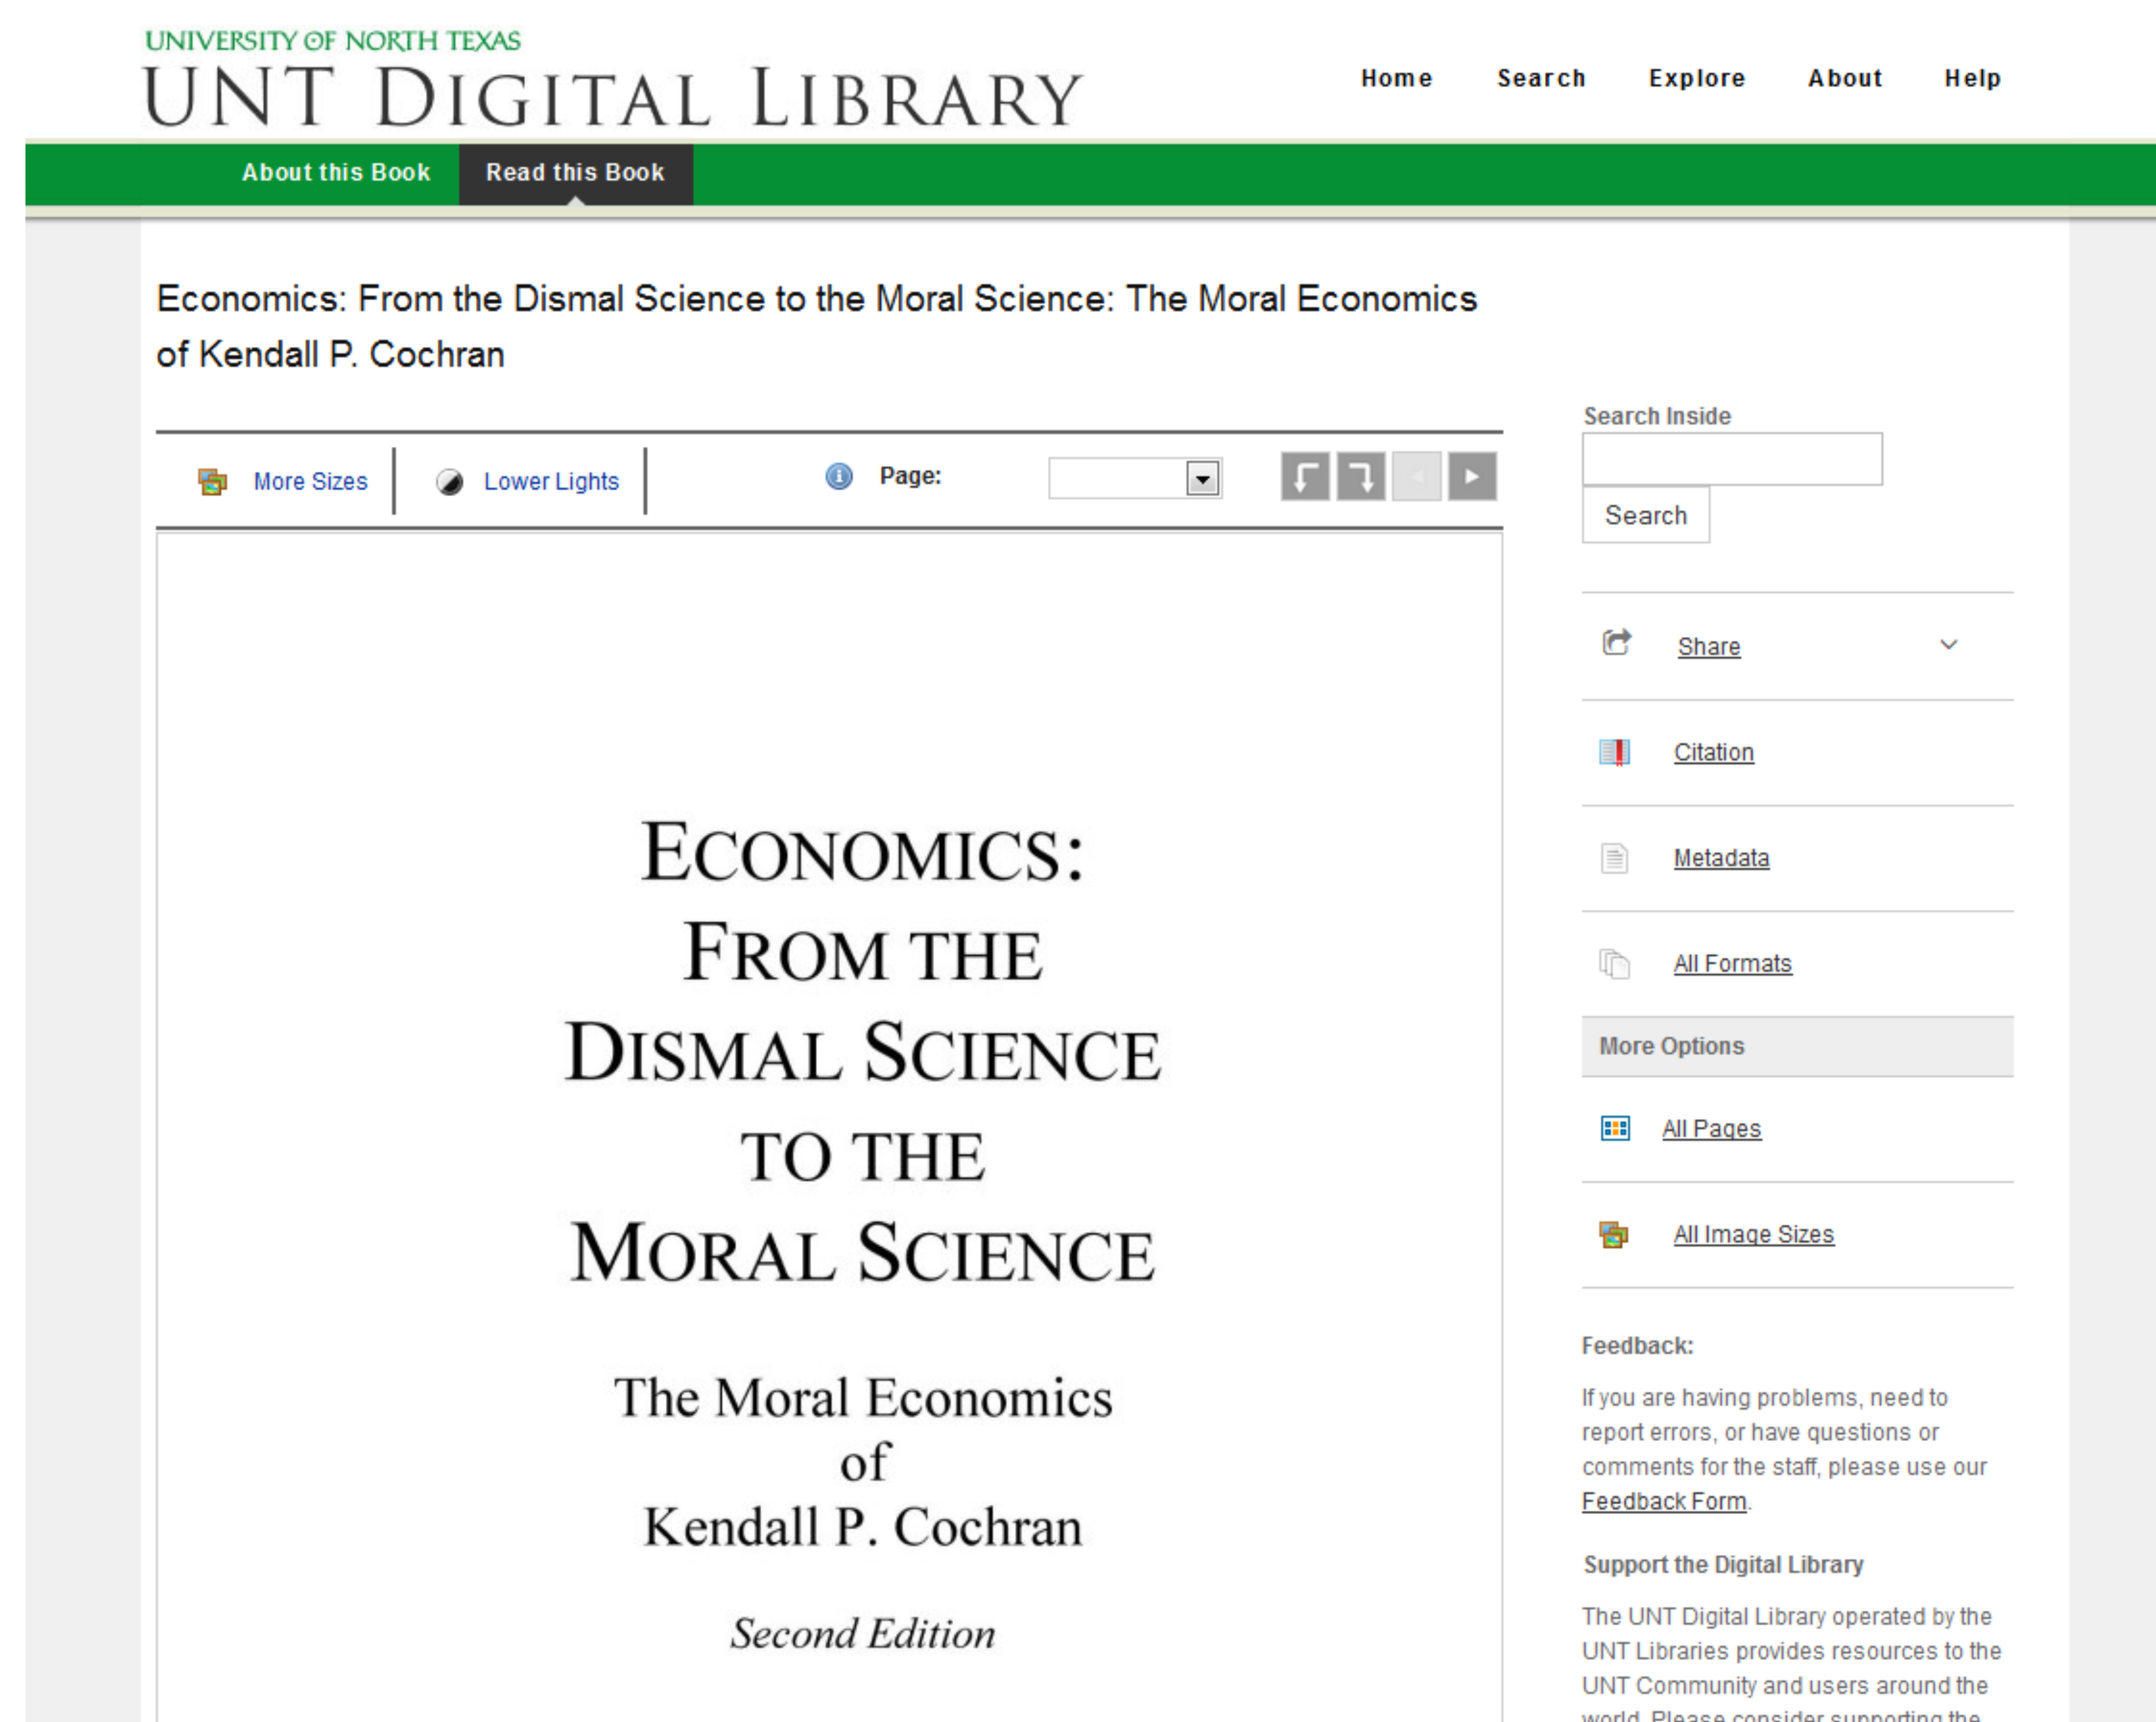 UNIVERSITY OF NORTH TEXAS
UNT DIGITAL LIBRARY
Home Search Explore About Help
About this Book Read this Book
Economics: From the Dismal Science to the Moral Science: The Moral Economics
of Kendall P. Cochran
More Sizes Lower Lights Page:
Search Inside
Search
Share
Citation
Metadata
All Formats
More Options
All Pages
All Image Sizes
Feedback:
If you are having problems, need to
report errors, or have questions or
comments for the staff, please use our
Feedback Form.
Support the Digital Library
The UNT Digital Library operated by the
UNT Libraries provides resources to the
UNT Community and users around the
world. Please consider supporting the
ECONOMICS:
FROM THE
DISMAL SCIENCE
TO THE
MORAL SCIENCE
The Moral Economics
of
Kendall P. Cochran
Second Edition